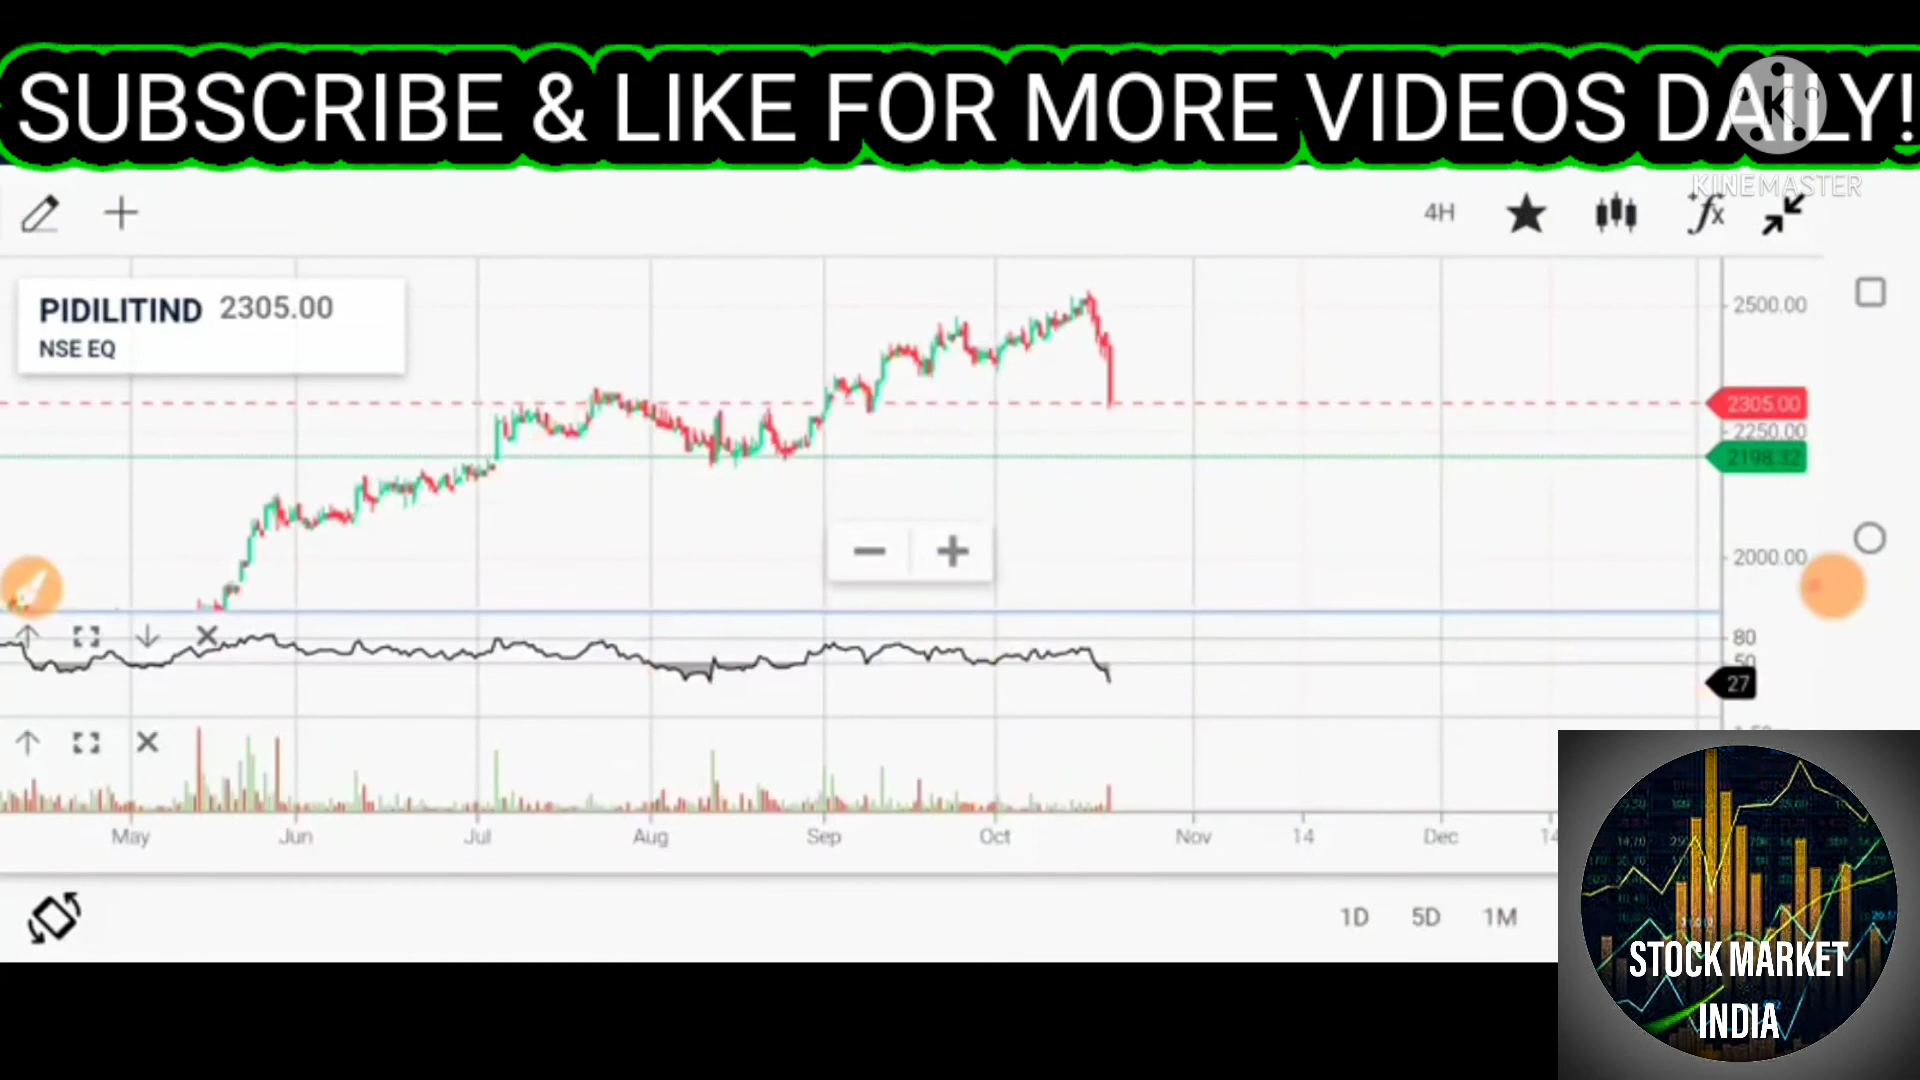 SUBSCRIBE & LIKE FOR MORE VIDEOS DAILY!
KINEMASTER
4H
PIDILITIND 2305.00
NSE EQ
2500.00
2305.00
2250.00
2198.32
2000.00
80
50
27
May Jun Jul Aug Sep Oct Nov 14 Dec 14
1D 5D 1M
STOCK MARKET
INDIA